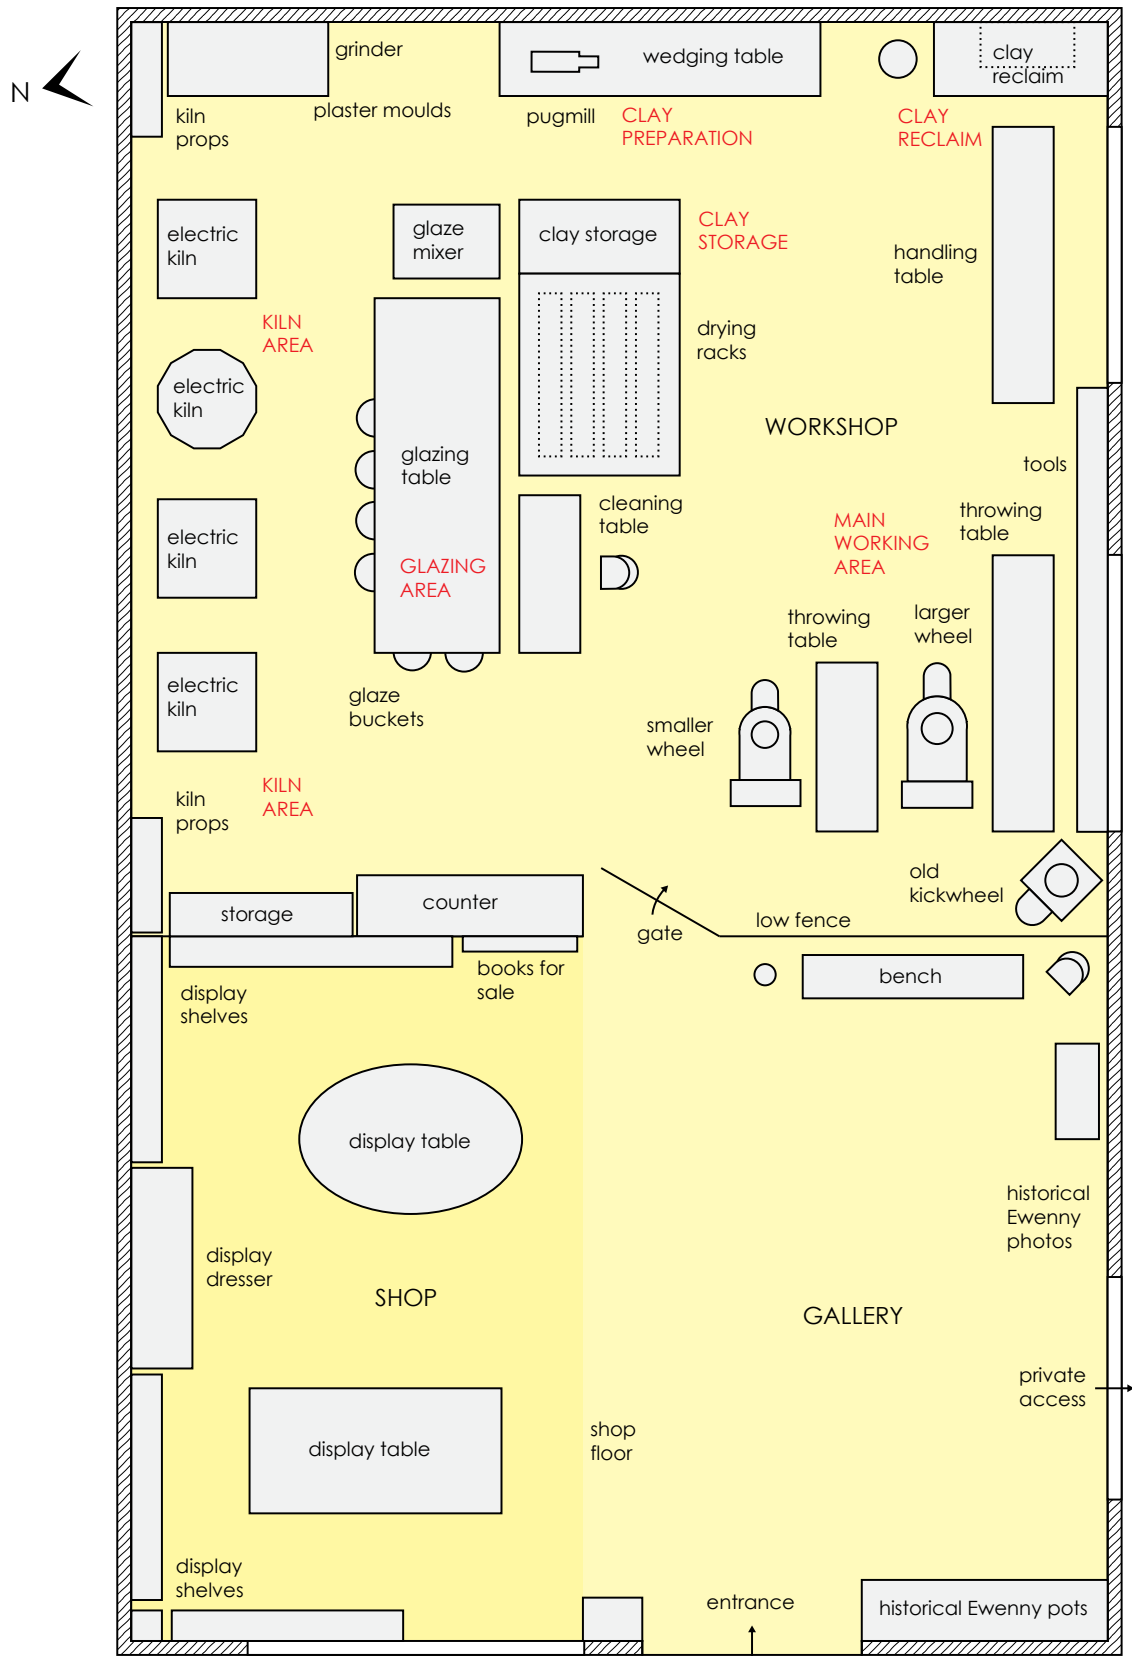 grinder
wedging table
clay
reclaim
N
kiln
props
plaster moulds
pugmill
CLAY
PREPARATION
CLAY
RECLAIM
electric
kiln
glaze
mixer
clay storage
CLAY
STORAGE
handling
table
KILN
AREA
drying
racks
electric
kiln
WORKSHOP
glazing
table
tools
electric
kiln
cleaning
table
MAIN
WORKING
AREA
throwing
table
GLAZING
AREA
throwing
table
larger
wheel
electric
kiln
glaze
buckets
smaller
wheel
kiln
props
KILN
AREA
old
kickwheel
storage
counter
gate
low fence
books for
sale
bench
display
shelves
display table
historical
Ewenny
photos
display
dresser
SHOP
GALLERY
private
access
display table
shop
floor
display
shelves
entrance
historical Ewenny pots